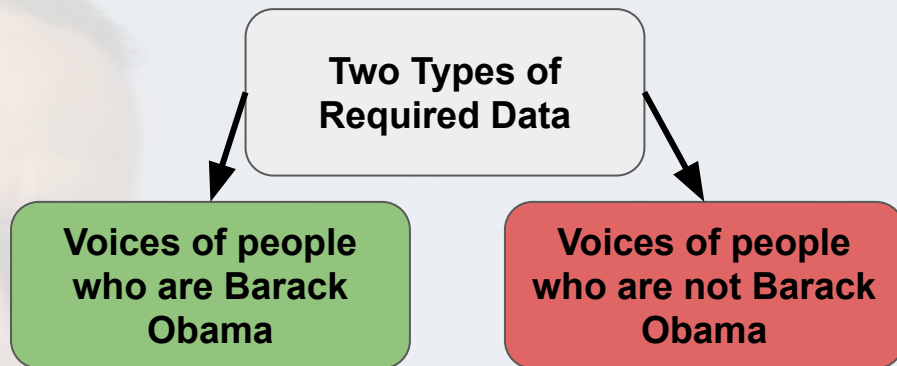 Two Types of
Required Data
Voices of people
who are Barack
Obama
Voices of people
who are not Barack
Obama